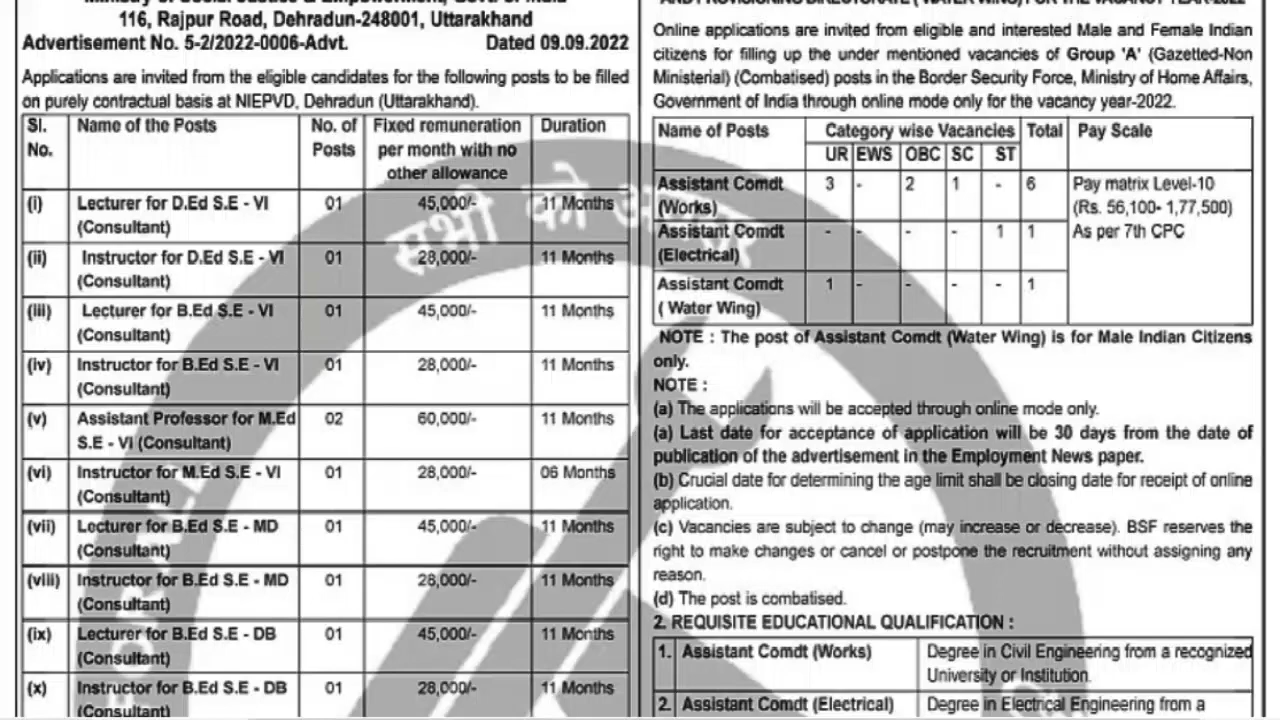 116, Rajpur Road, Dehradun-248001, Uttarakhand
Advertisement No. 5-2/2022-0006-Advt. Dated 09.09.2022
Applications are invited from the eligible candidates for the following posts to be filled
on purely contractual basis at NIEPVD, Dehradun (Uttarakhand).
Sl. No. Name of the Posts No. of Posts Fixed remuneration per month with no other allowance Duration
(i) Lecturer for D.Ed S.E - VI (Consultant) 01 45,000/- 11 Months
(ii) Instructor for D.Ed S.E - VI (Consultant) 01 28,000/- 11 Months
(iii) Lecturer for B.Ed S.E - VI (Consultant) 01 45,000/- 11 Months
(iv) Instructor for B.Ed S.E - VI (Consultant) 01 28,000/- 11 Months
(v) Assistant Professor for M.Ed S.E - VI (Consultant) 02 60,000/- 11 Months
(vi) Instructor for M.Ed S.E - VI (Consultant) 01 28,000/- 06 Months
(vii) Lecturer for B.Ed S.E - MD (Consultant) 01 45,000/- 11 Months
(viii) Instructor for B.Ed S.E - MD (Consultant) 01 28,000/- 11 Months
(ix) Lecturer for B.Ed S.E - DB (Consultant) 01 45,000/- 11 Months
(x) Instructor for B.Ed S.E - DB (Consultant) 01 28,000/- 11 Months
Online applications are invited from eligible and interested Male and Female Indian
citizens for filling up the under mentioned vacancies of Group 'A' (Gazetted-Non
Ministerial) (Combatised) posts in the Border Security Force, Ministry of Home Affairs,
Government of India through online mode only for the vacancy year-2022.
Name of Posts Category wise Vacancies Total Pay Scale
UR EWS OBC SC ST
Assistant Comdt (Works) 3 - 2 1 - 6 Pay matrix Level-10
(Rs. 56,100- 1,77,500)
As per 7th CPC
Assistant Comdt (Electrical) - - - - 1 1
Assistant Comdt ( Water Wing) 1 - - - - 1
NOTE : The post of Assistant Comdt (Water Wing) is for Male Indian Citizens
only.
NOTE :
(a) The applications will be accepted through online mode only.
(a) Last date for acceptance of application will be 30 days from the date of
publication of the advertisement in the Employment News paper.
(b) Crucial date for determining the age limit shall be closing date for receipt of online
application.
(c) Vacancies are subject to change (may increase or decrease). BSF reserves the
right to make changes or cancel or postpone the recruitment without assigning any
reason.
(d) The post is combatised.
2. REQUISITE EDUCATIONAL QUALIFICATION :
1. Assistant Comdt (Works) Degree in Civil Engineering from a recognized
University or Institution.
2. Assistant Comdt (Electrical) Degree in Electrical Engineering from a
सभी को